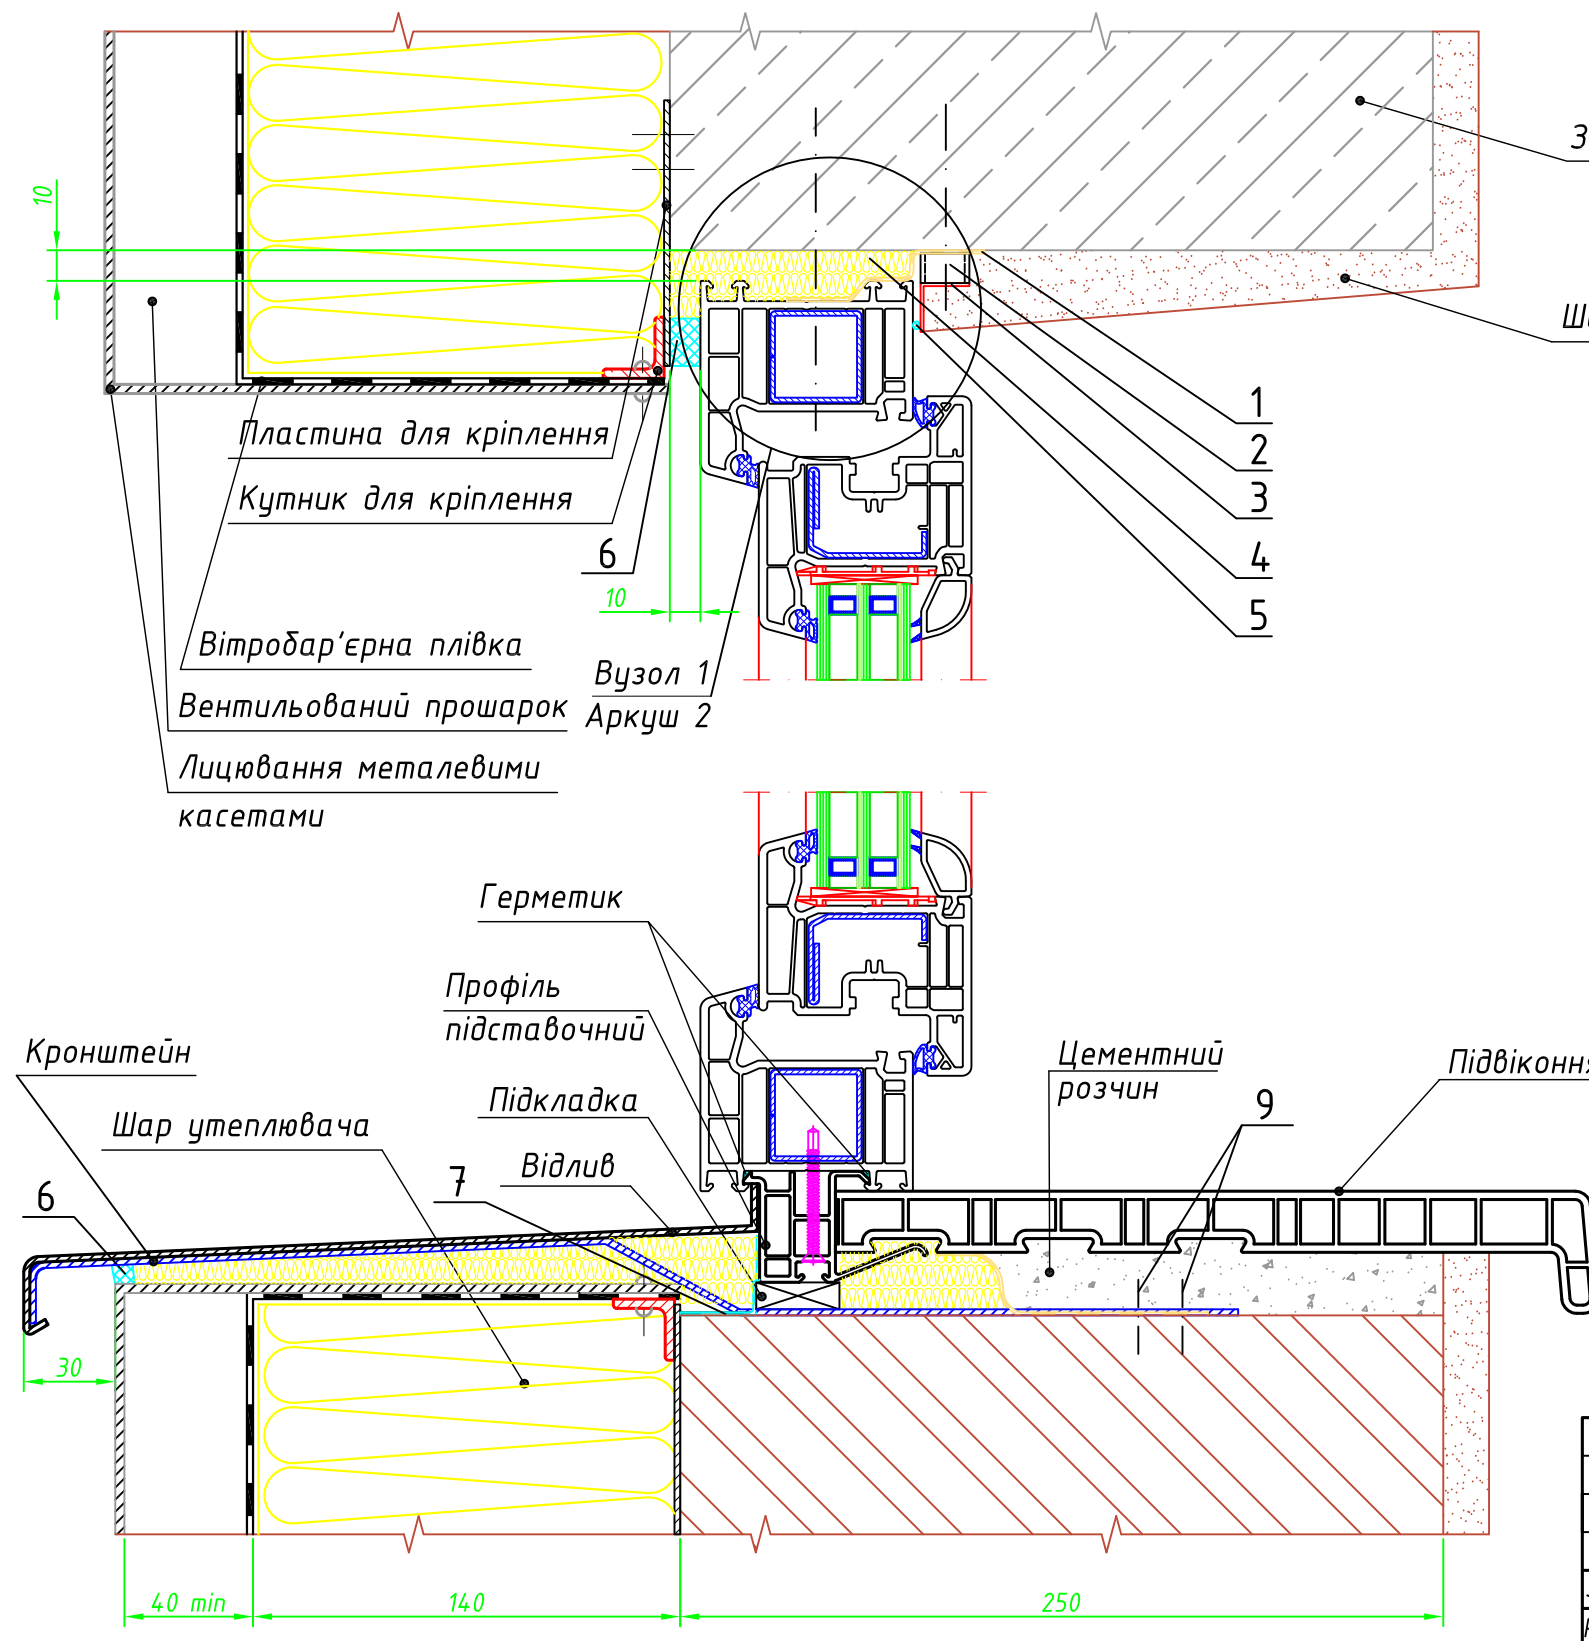 З
10
Ша
1
2
3
4
5
Пластина для кріплення
Кутник для кріплення
6
10
Вітробар'єрна плівка
Вузол 1
Аркуш 2
Вентильований прошарок
Лицювання металевими
касетами
Герметик
Профіль
підставочний
Кронштейн
Цементний
розчин
Підвіконня
Підкладка
Шар утеплювача
9
Відлив
7
6
30
40 min
140
250